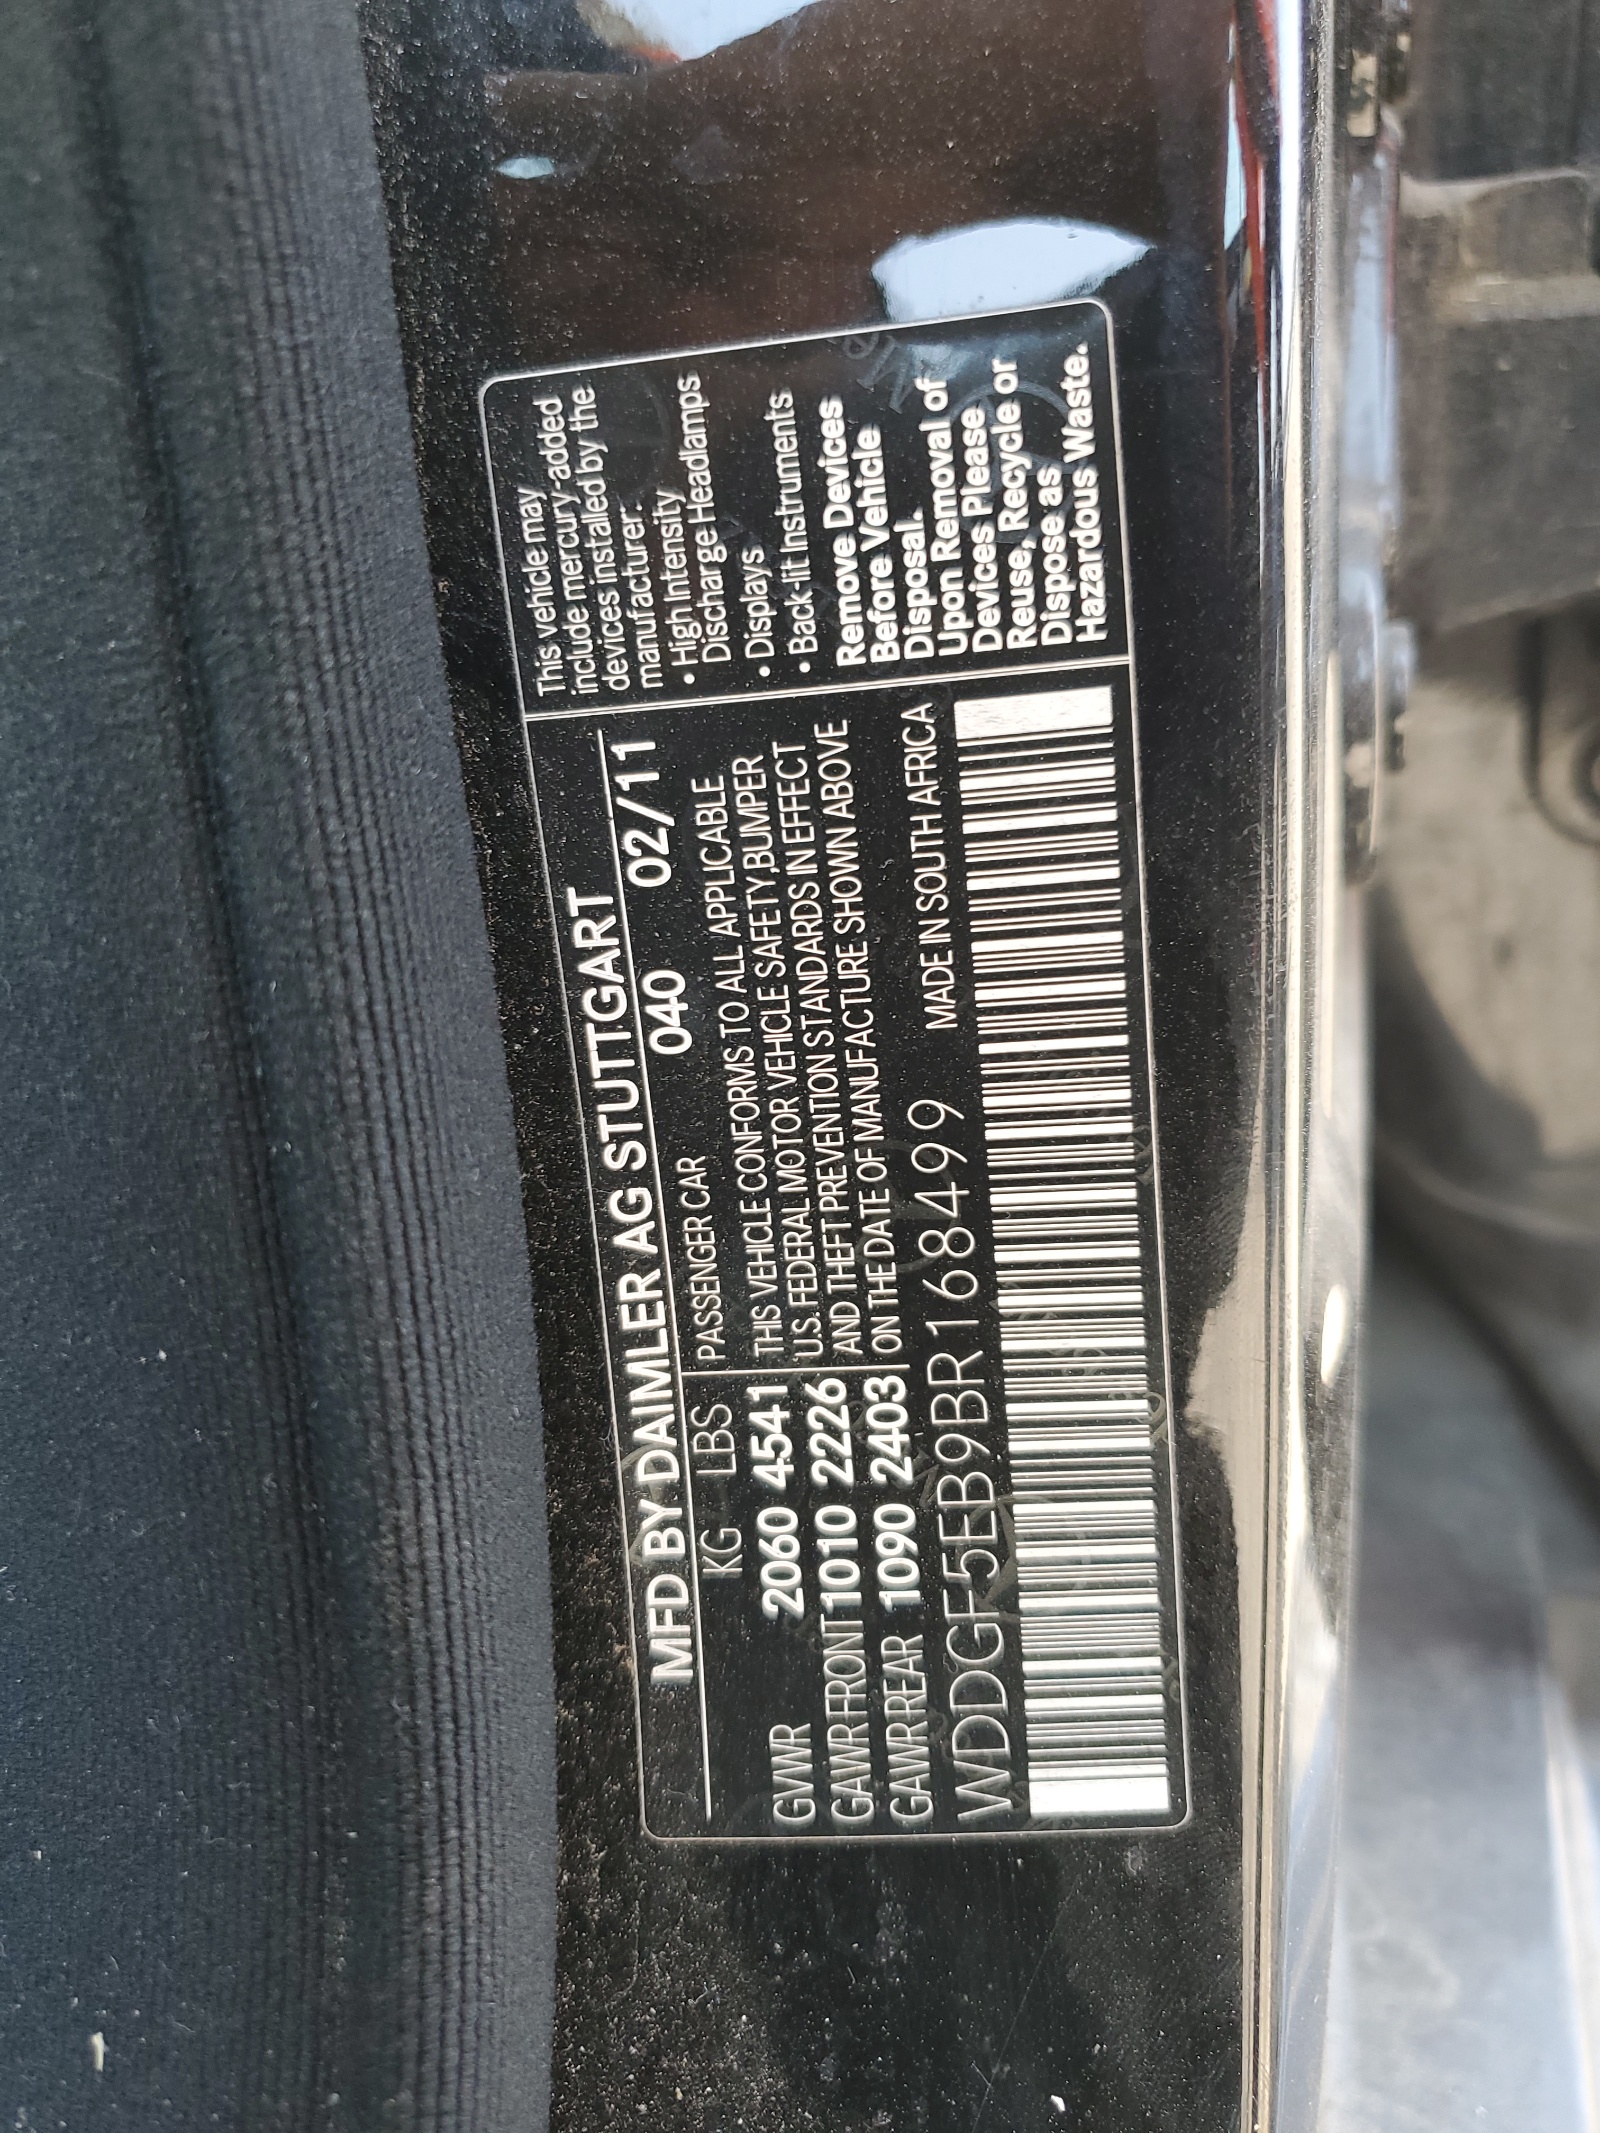 MFD BY DAIMLER AG STUTTGART
040 02/11
KG LBS PASSENGER CAR
GVWR 2060 4541 THIS VEHICLE CONFORMS TO ALL APPLICABLE
U.S. FEDERAL MOTOR VEHICLE SAFETY,BUMPER
GAWR FRONT 1010 2226 AND THEFT PREVENTION STANDARDS IN EFFECT
GAWR REAR 1090 2403 ON THE DATE OF MANUFACTURE SHOWN ABOVE
WDDGF5EB9BR168499 MADE IN SOUTH AFRICA
This vehicle may
include mercury-added
devices installed by the
manufacturer:
• High Intensity
Discharge Headlamps
• Displays
• Back-lit Instruments
Remove Devices
Before Vehicle
Disposal.
Upon Removal of
Devices Please
Reuse, Recycle or
Dispose as
Hazardous Waste.